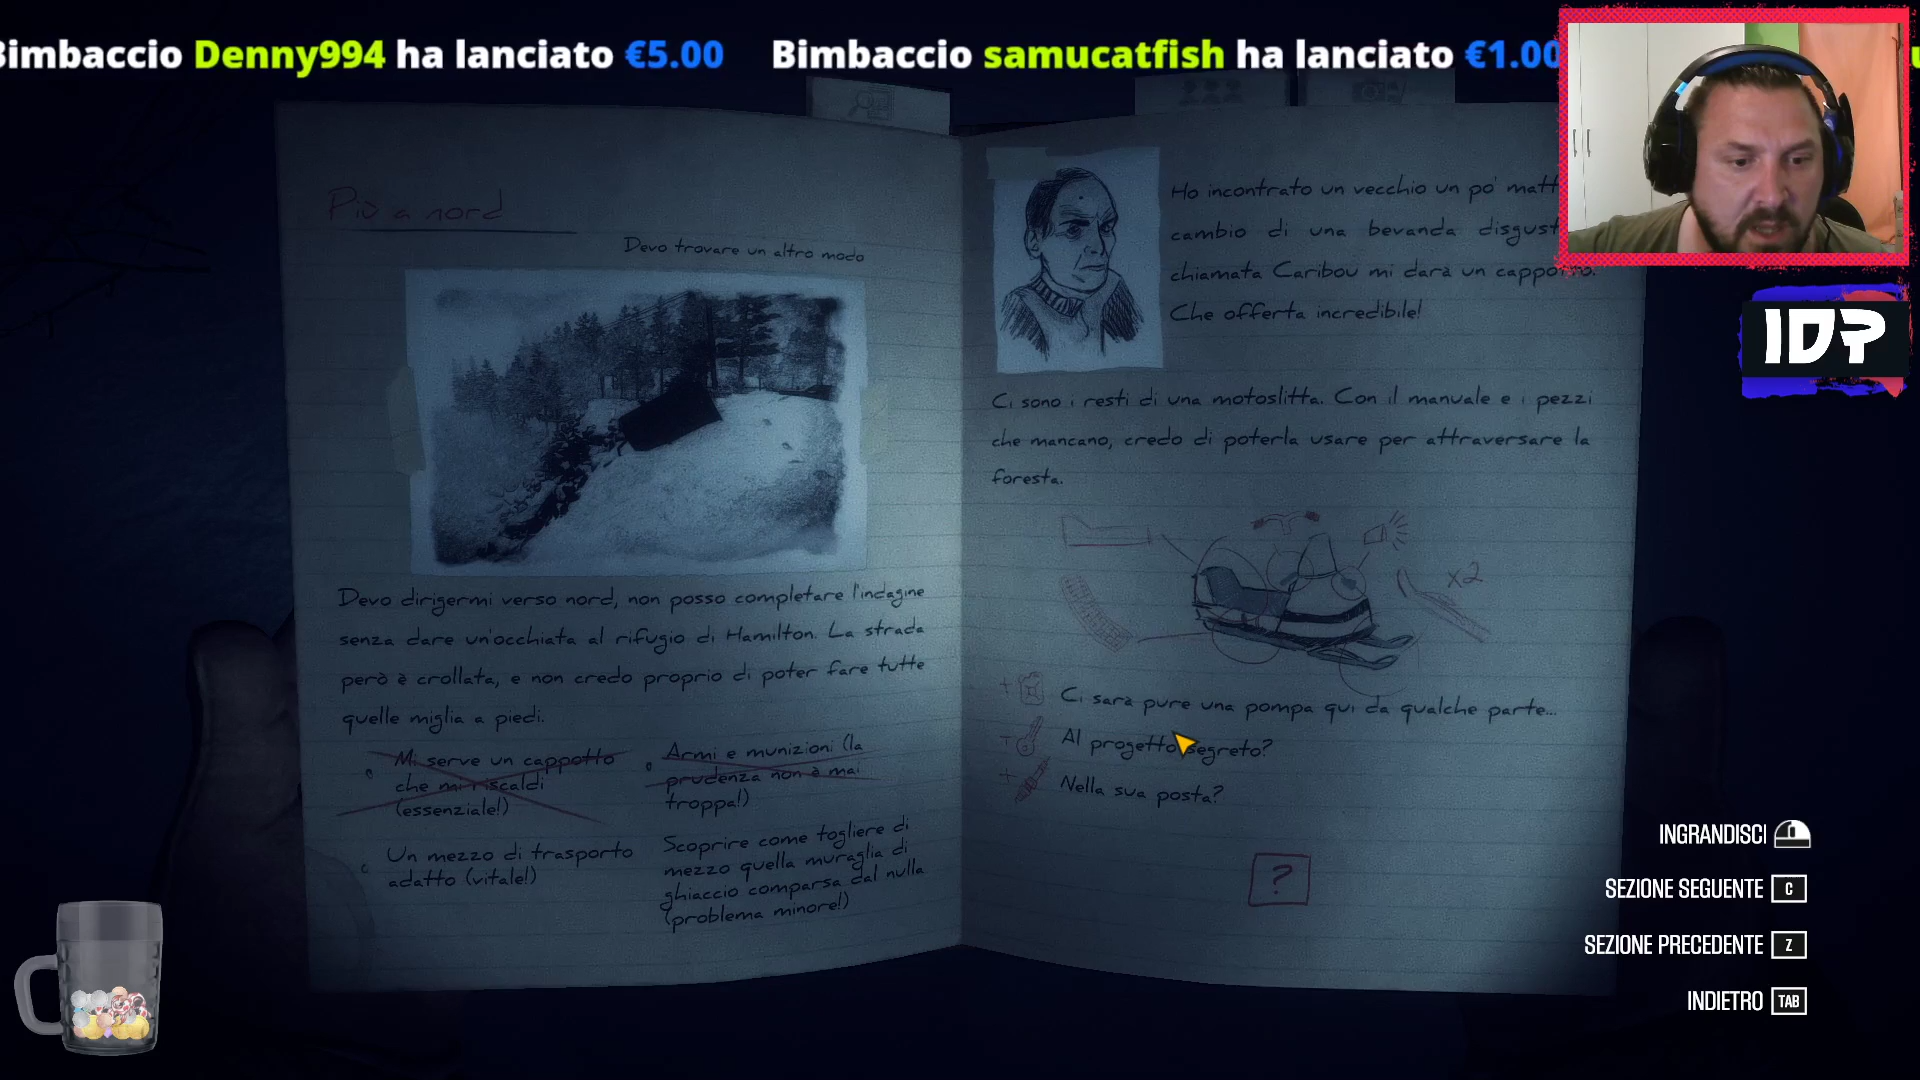 Bimbaccio Denny994 ha lanciato €5.00 Bimbaccio samucatfish ha lanciato €1.00
Più a nord
Devo trovare un altro modo
Devo dirigermi verso nord, non posso completare l'indagine
senza dare un'occhiata al rifugio di Hamilton. La strada
però è crollata, e non credo proprio di poter fare tutte
quelle miglia a piedi.
Mi serve un cappotto
che mi riscaldi
(essenziale!)
Armi e munizioni (la
prudenza non è mai
troppa!)
Un mezzo di trasporto
adatto (vitale!)
Scoprire come togliere di
mezzo quella muraglia di
ghiaccio comparsa dal nulla
(problema minore!)
Ho incontrato un vecchio un po' matt
cambio di una bevanda disgust
chiamata Caribou mi darà un cappotto.
Che offerta incredibile!
Ci sono i resti di una motoslitta. Con il manuale e i pezzi
che mancano, credo di poterla usare per attraversare la
foresta.
x2
+ Ci sarà pure una pompa qui da qualche parte...
+ Al progetto segreto?
+ Nella sua posta?
?
ID?
INGRANDISCI
SEZIONE SEGUENTE C
SEZIONE PRECEDENTE Z
INDIETRO TAB